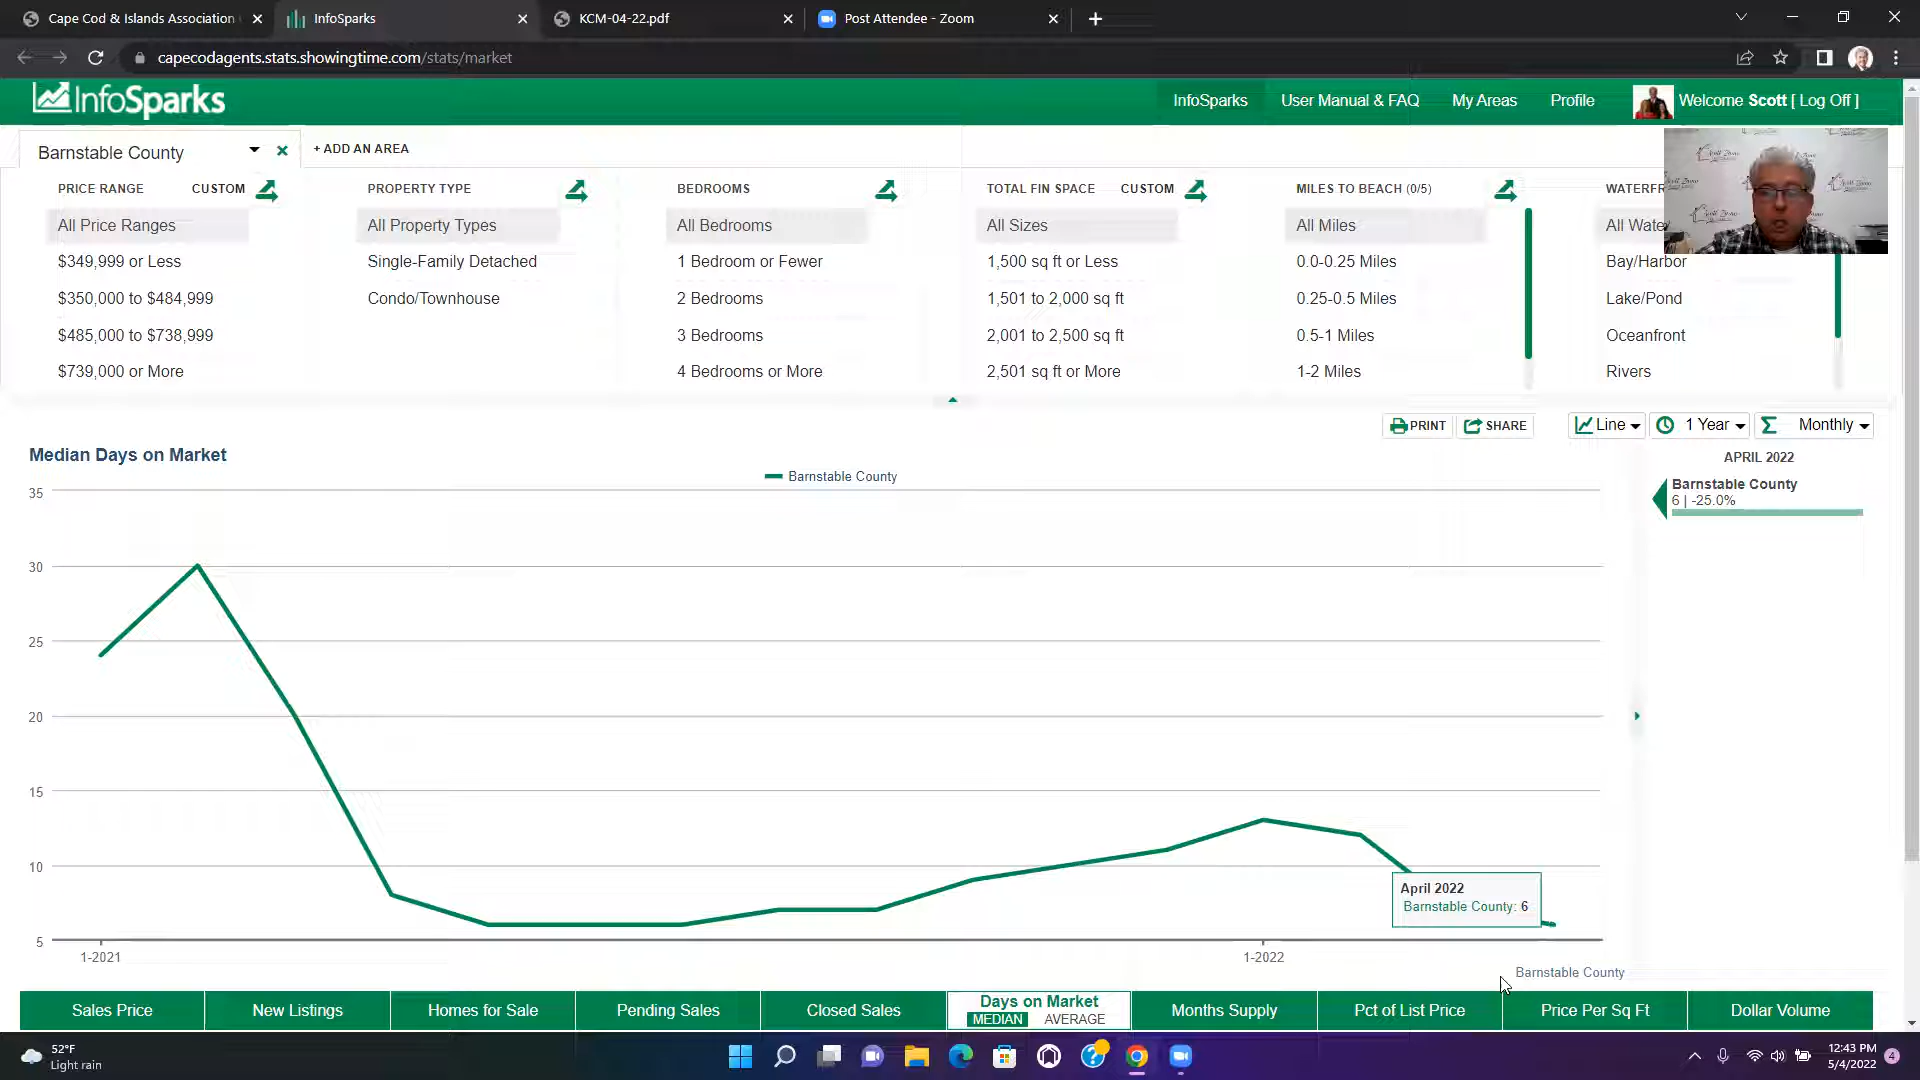 Cape Cod & Islands Association
InfoSparks
KCM-04-22.pdf
Post Attendee - Zoom
capecodagents.stats.showingtime.com/stats/market
InfoSparks
InfoSparks
User Manual & FAQ
My Areas
Profile
Welcome Scott [ Log Off ]
Barnstable County
+ ADD AN AREA
PRICE RANGE
CUSTOM
All Price Ranges
$349,999 or Less
$350,000 to $484,999
$485,000 to $738,999
$739,000 or More
PROPERTY TYPE
All Property Types
Single-Family Detached
Condo/Townhouse
BEDROOMS
All Bedrooms
1 Bedroom or Fewer
2 Bedrooms
3 Bedrooms
4 Bedrooms or More
TOTAL FIN SPACE
CUSTOM
All Sizes
1,500 sq ft or Less
1,501 to 2,000 sq ft
2,001 to 2,500 sq ft
2,501 sq ft or More
MILES TO BEACH (0/5)
All Miles
0.0-0.25 Miles
0.25-0.5 Miles
0.5-1 Miles
1-2 Miles
WATERFR
All Wate
Bay/Harbor
Lake/Pond
Oceanfront
Rivers
PRINT
SHARE
Line
1 Year
Monthly
Median Days on Market
Barnstable County
APRIL 2022
Barnstable County
6 | -25.0%
35
30
25
20
15
10
5
April 2022
Barnstable County: 6
1-2021
1-2022
Barnstable County
Sales Price
New Listings
Homes for Sale
Pending Sales
Closed Sales
Days on Market
MEDIAN AVERAGE
Months Supply
Pct of List Price
Price Per Sq Ft
Dollar Volume
52°F
Light rain
12:43 PM
5/4/2022
4